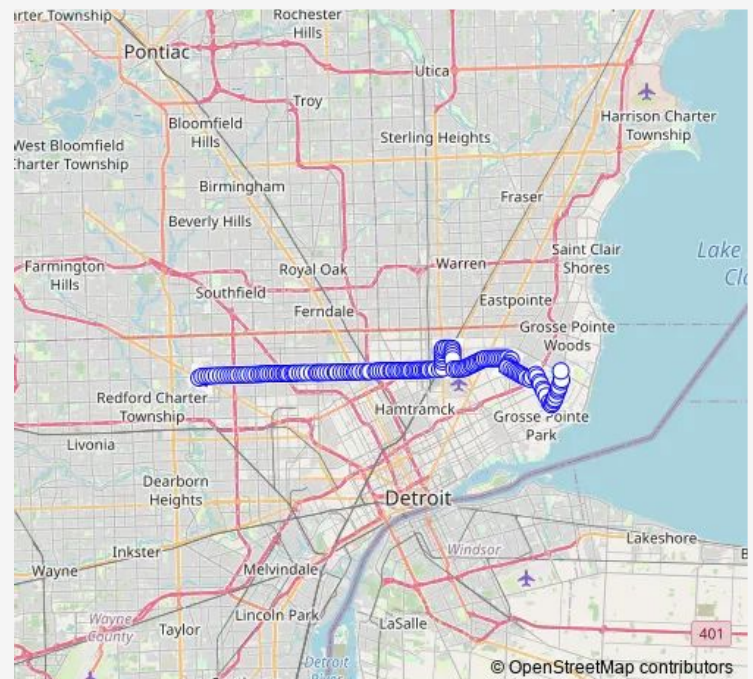 arter Township
Rochester
Hills
Pontiac
Utica
Troy
Bloomfield
Hills
Harrison Charter
Township
Sterling Heights
West Bloomfield
Charter Township
Birmingham
Fraser
Beverly Hills
Saint Clair
Shores
Lake
Cl
Farmington
Hills
Royal Oak
Warren
Southfield
Eastpointe
Ferndale
Grosse Pointe
Woods
Redford Charter
Township
Hamtramck
Grosse Pointe
Park
Livonia
Dearborn
Heights
Detroit
Inkster
Windsor
Lakeshore
B
Wayne
Melvindale
Wayne
County
Taylor
Lincoln Park
LaSalle
401
Detroit
River
© OpenStreetMap contributors